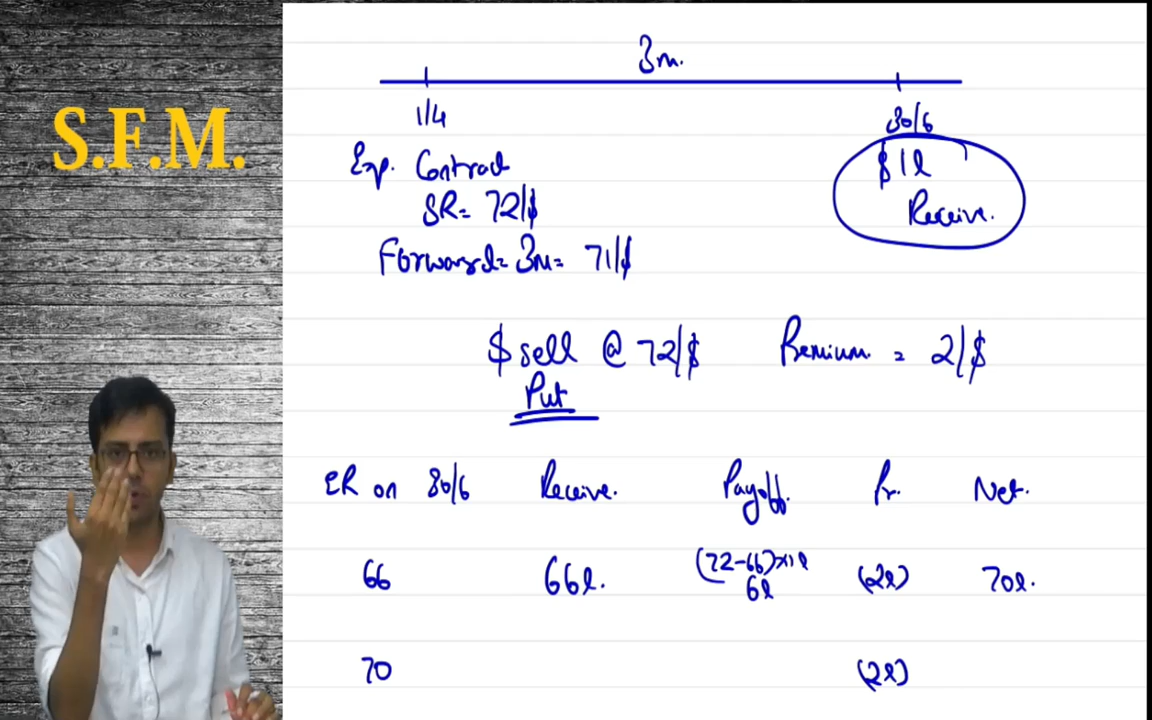 S.F.M.
3m.
1/4 30/6
Exp. Contract $1l
SR= 72/$ Receive.
Forward= 3m= 71/$
$ sell @ 72/$ Premium = 2/$
Put
ER on 30/6 Receive. Payoff. Pr. Net.
66 66l. (72-66)×1l (2l) 70l.
6l
70 (2l)